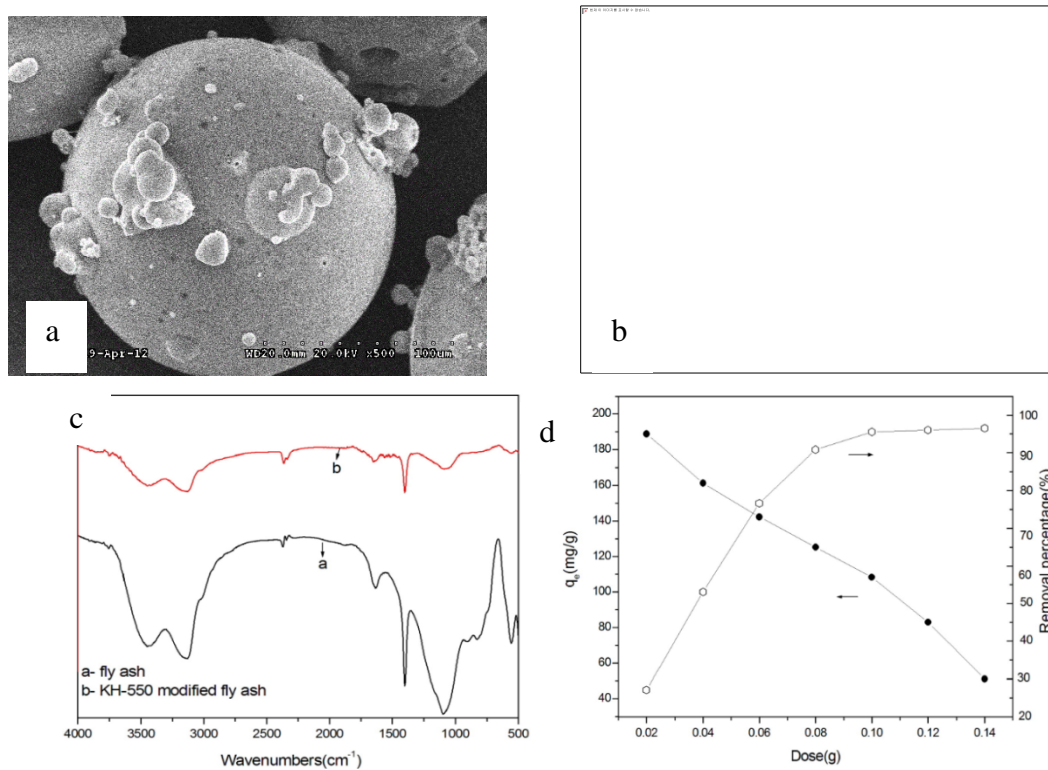 a
9-Apr-12
WD20.0mm 20.0kV x500 100um
b
c
b
a
a- fly ash
b- KH-550 modified fly ash
4000 3500 3000 2500 2000 1500 1000 500
Wavenumbers(cm⁻¹)
d
200
180
160
140
120
100
80
60
40
qₑ(mg/g)
100
90
80
70
60
50
40
30
20
Removal percentage(%)
0.02 0.04 0.06 0.08 0.10 0.12 0.14
Dose(g)